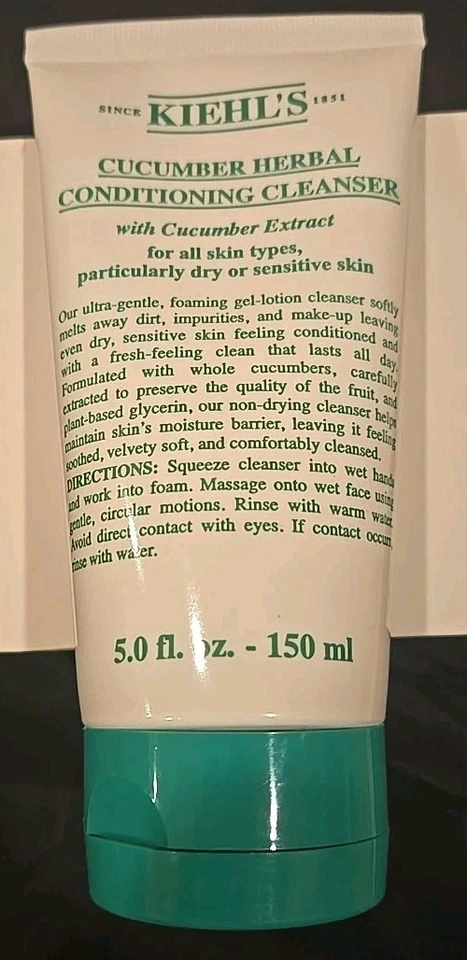 SINCE KIEHL'S 1851
CUCUMBER HERBAL
CONDITIONING CLEANSER
with Cucumber Extract
for all skin types,
particularly dry or sensitive skin
Our ultra-gentle, foaming gel-lotion cleanser softly
melts away dirt, impurities, and make-up leaving
even dry, sensitive skin feeling conditioned and
with a fresh-feeling clean that lasts all day.
Formulated with whole cucumbers, carefully
extracted to preserve the quality of the fruit, and
plant-based glycerin, our non-drying cleanser helps
maintain skin's moisture barrier, leaving it feeling
soothed, velvety soft, and comfortably cleansed.
DIRECTIONS: Squeeze cleanser into wet hands
and work into foam. Massage onto wet face using
gentle, circular motions. Rinse with warm water.
Avoid direct contact with eyes. If contact occurs,
rinse with water.
5.0 fl. oz. - 150 ml